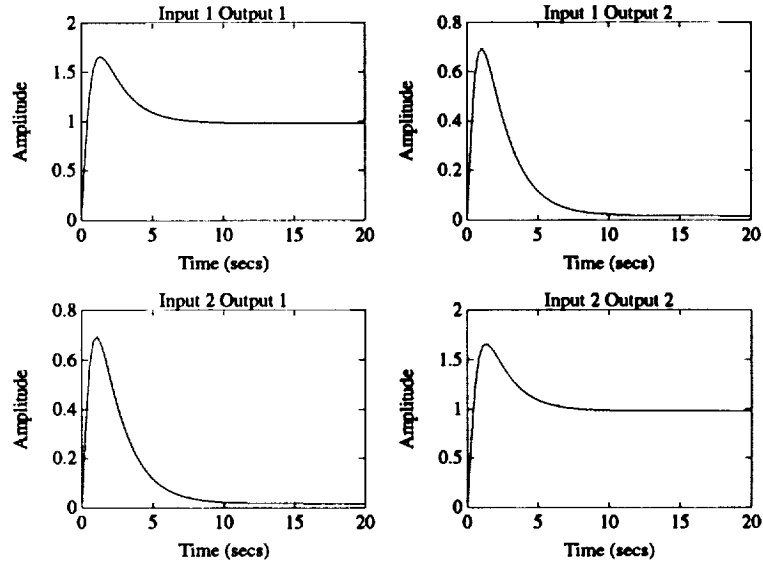 Input 1 Output 1
2
1.5
1
0.5
0
Amplitude
0 5 10 15 20
Time (secs)
Input 1 Output 2
0.8
0.6
0.4
0.2
0
Amplitude
0 5 10 15 20
Time (secs)
Input 2 Output 1
0.8
0.6
0.4
0.2
0
Amplitude
0 5 10 15 20
Time (secs)
Input 2 Output 2
2
1.5
1
0.5
0
Amplitude
0 5 10 15 20
Time (secs)